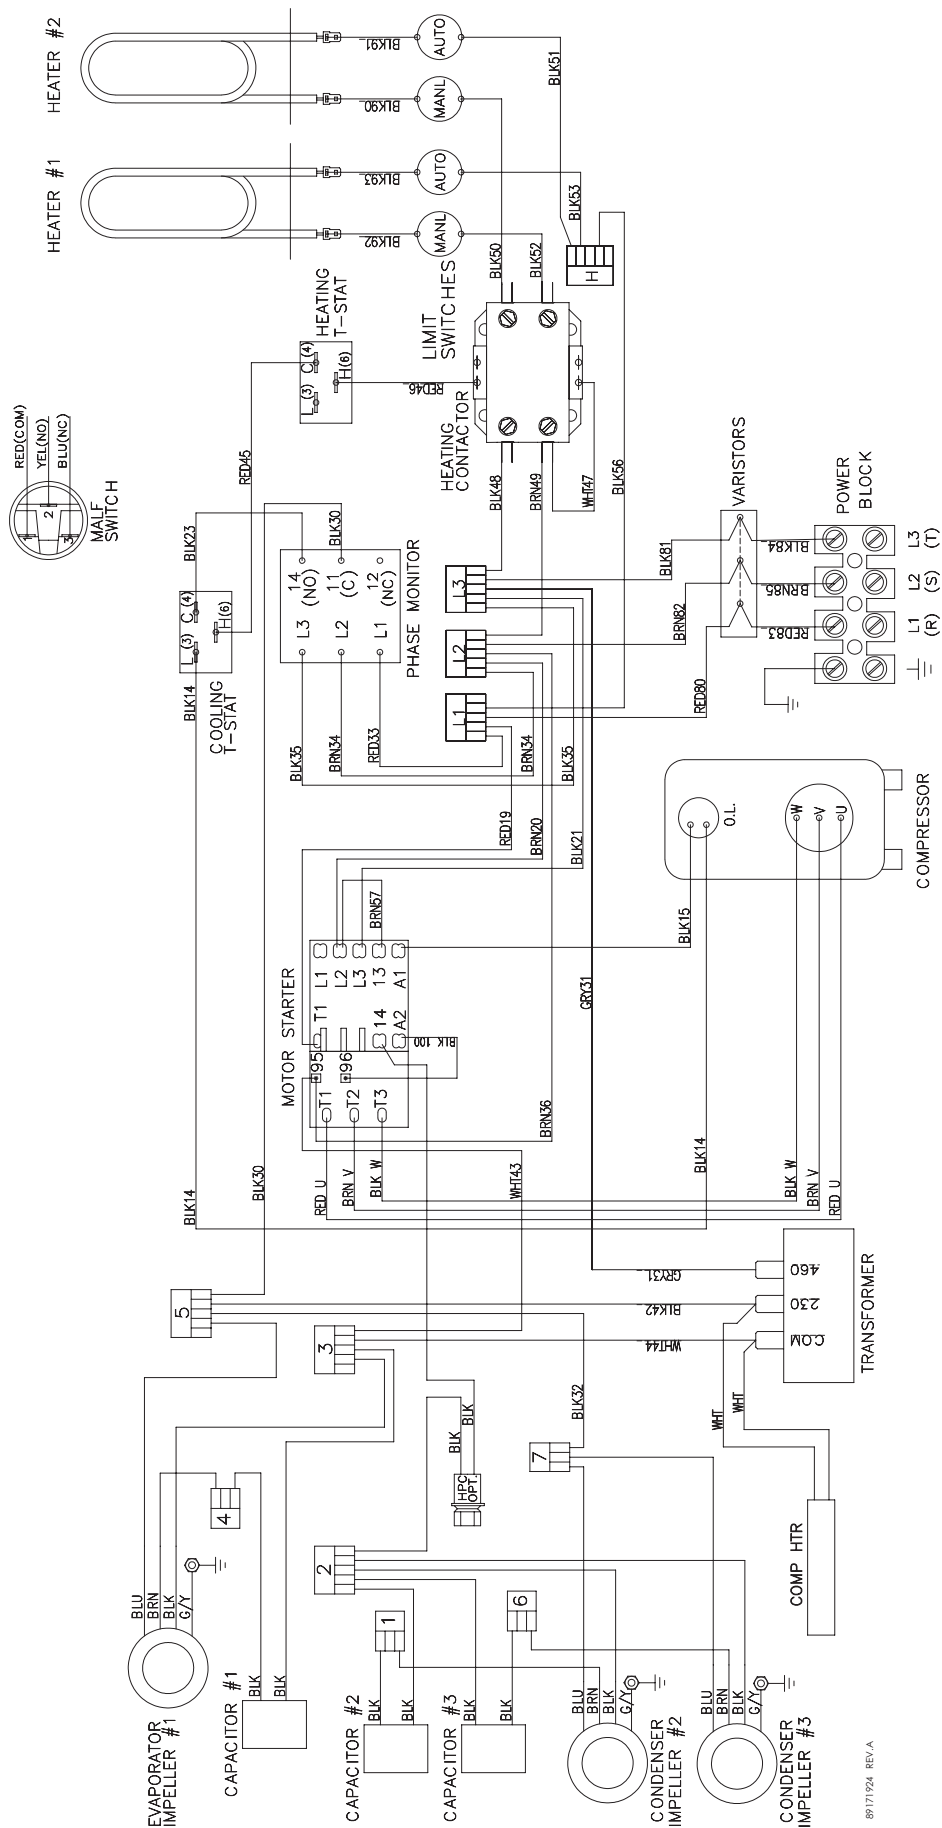 HEATER #2
BLK91
AUTO
BLK90
MANL
BLK51
HEATER #1
BLK93
AUTO
BLK92
MANL
BLK53
BLK50
BLK52
H
HEATING
T-STAT
L (3)
C (4)
H(6)
LIMIT
SWITCHES
RED46
HEATING
CONTACTOR
BLK48
BRN49
WHT47
BLK56
RED(COM)
YEL(NO)
BLU(NC)
1
2
3
MALF
SWITCH
RED45
BLK23
BLK30
COOLING
T-STAT
L (3)
C (4)
H(6)
BLK14
14
(NO)
11
(C)
12
(NC)
L3
L2
L1
PHASE MONITOR
BLK35
BRN34
RED33
L3
L2
L1
BLK81
BRN82
RED80
VARISTORS
BLK84
BRN85
RED83
POWER
BLOCK
L3
(T)
L2
(S)
L1
(R)
BRN34
BLK35
RED19
BRN20
BLK21
BRN57
MOTOR STARTER
L1
L2
L3
13
A1
T1
14
A2
BLK 100
95
96
T1
T2
T3
BLK15
O.L.
W
V
U
COMPRESSOR
GRY31
BRN36
WHT43
RED U
BRN V
BLK W
BLK14
BLK W
BRN V
RED U
BLK14
BLK30
5
3
GRY31
BLK42
WHT44
460
230
COM
TRANSFORMER
WHT
WHT
BLK32
BLK
BLK
HPC
OPT.
7
4
2
1
6
COMP HTR
BLU
BRN
BLK
G/Y
EVAPORATOR
IMPELLER #1
BLK
BLK
CAPACITOR #1
BLK
BLK
CAPACITOR #2
BLK
BLK
CAPACITOR #3
BLU
BRN
BLK
G/Y
CONDENSER
IMPELLER #2
BLU
BRN
BLK
G/Y
CONDENSER
IMPELLER #3
89171924 REV.A